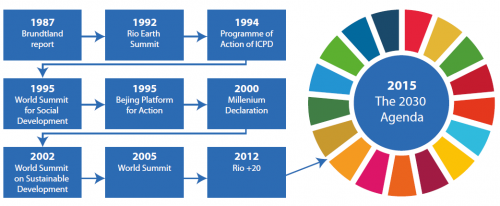 1987
Brundtland
report
1992
Rio Earth
Summit
1994
Programme of
Action of ICPD
1995
World Summit
for Social
Development
1995
Bejing Platform
for Action
2000
Millenium
Declaration
2002
World Summit
on Sustainable
Development
2005
World Summit
2012
Rio +20
2015
The 2030
Agenda